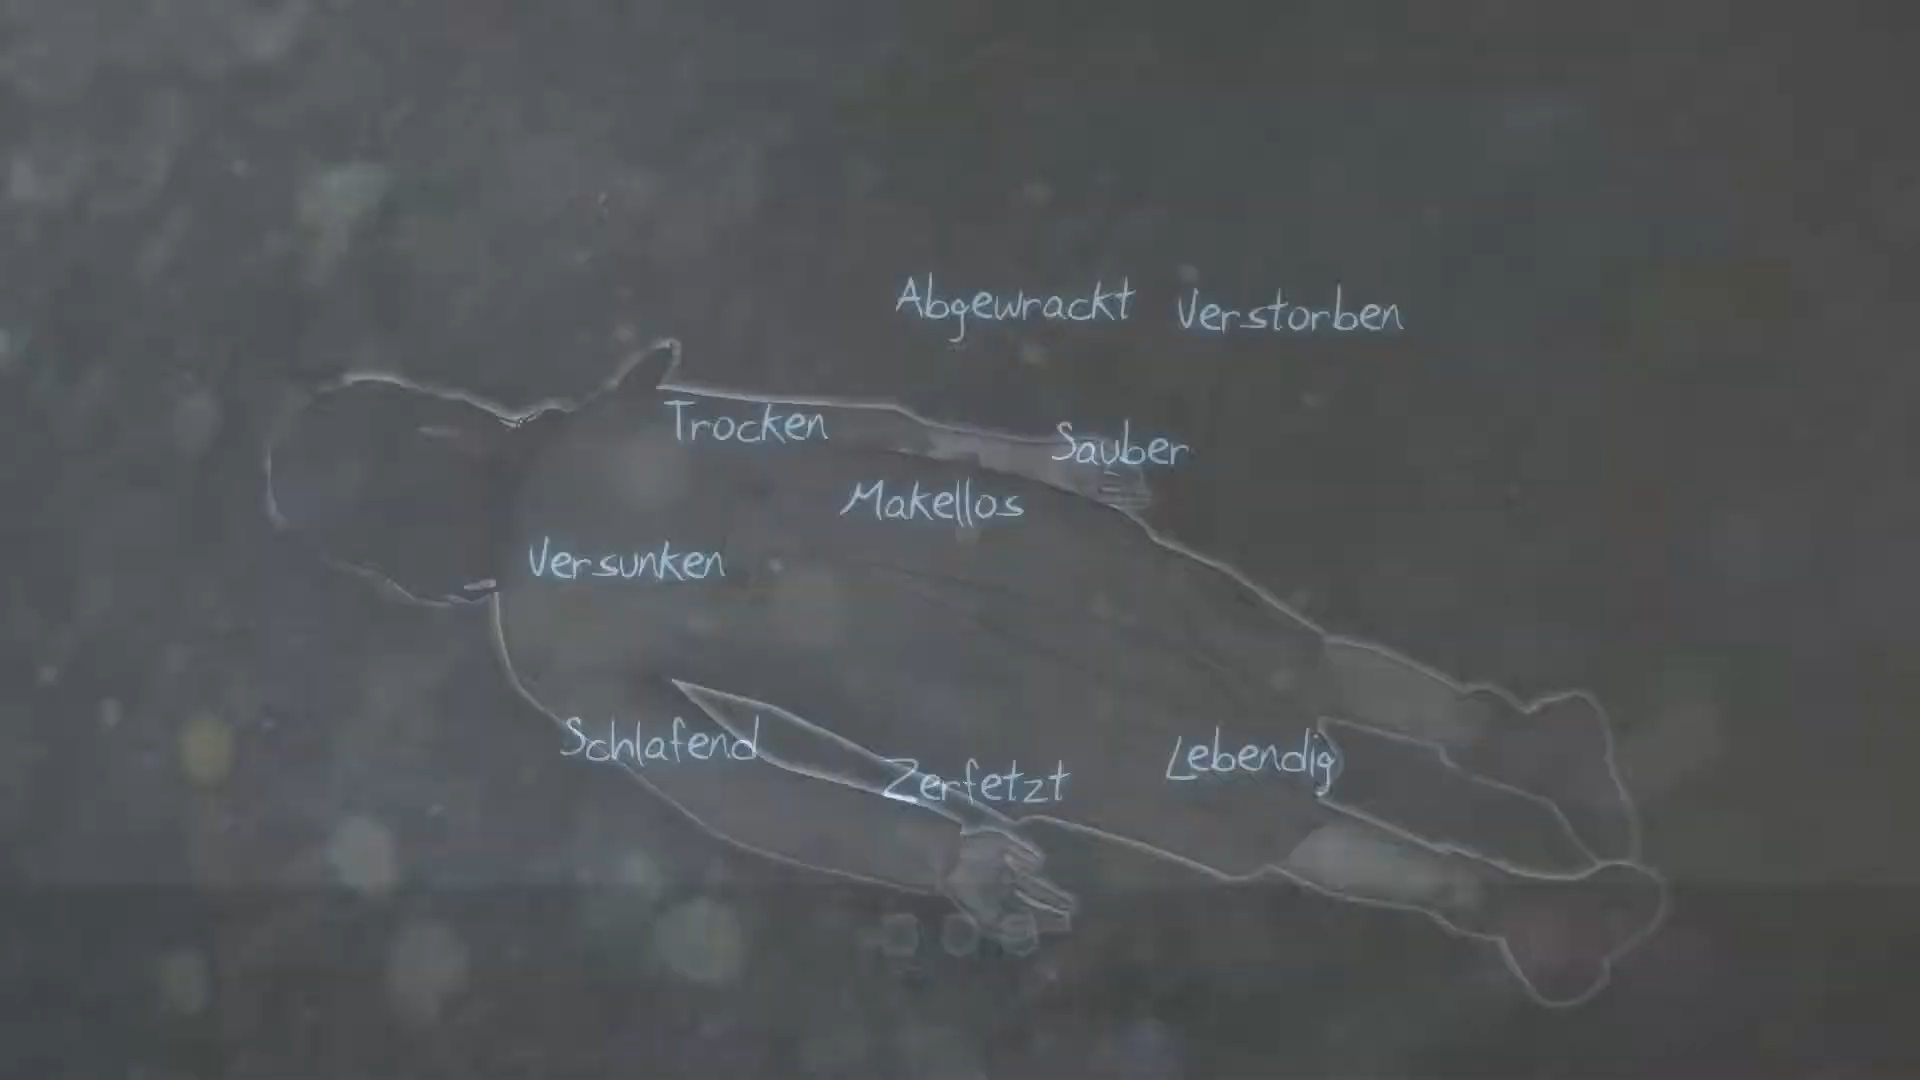 Abgewrackt Verstorben
Trocken
Sauber
Makellos
Versunken
Schlafend
Zerfetzt
Lebendig